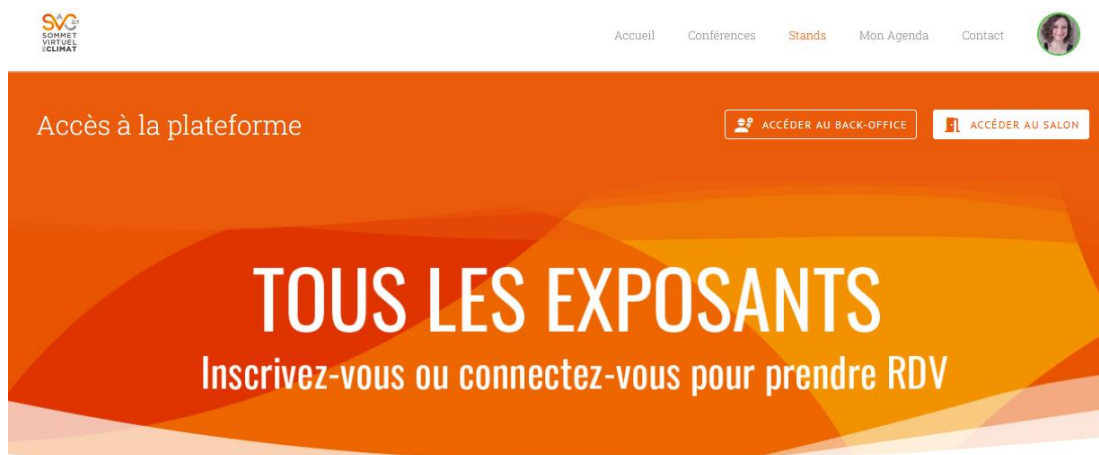 SVC
SOMMET
VIRTUEL
CLIMAT
Accueil
Conférences
Stands
Mon Agenda
Contact
Accès à la plateforme
ACCÉDER AU BACK-OFFICE
ACCÉDER AU SALON
TOUS LES EXPOSANTS
Inscrivez-vous ou connectez-vous pour prendre RDV